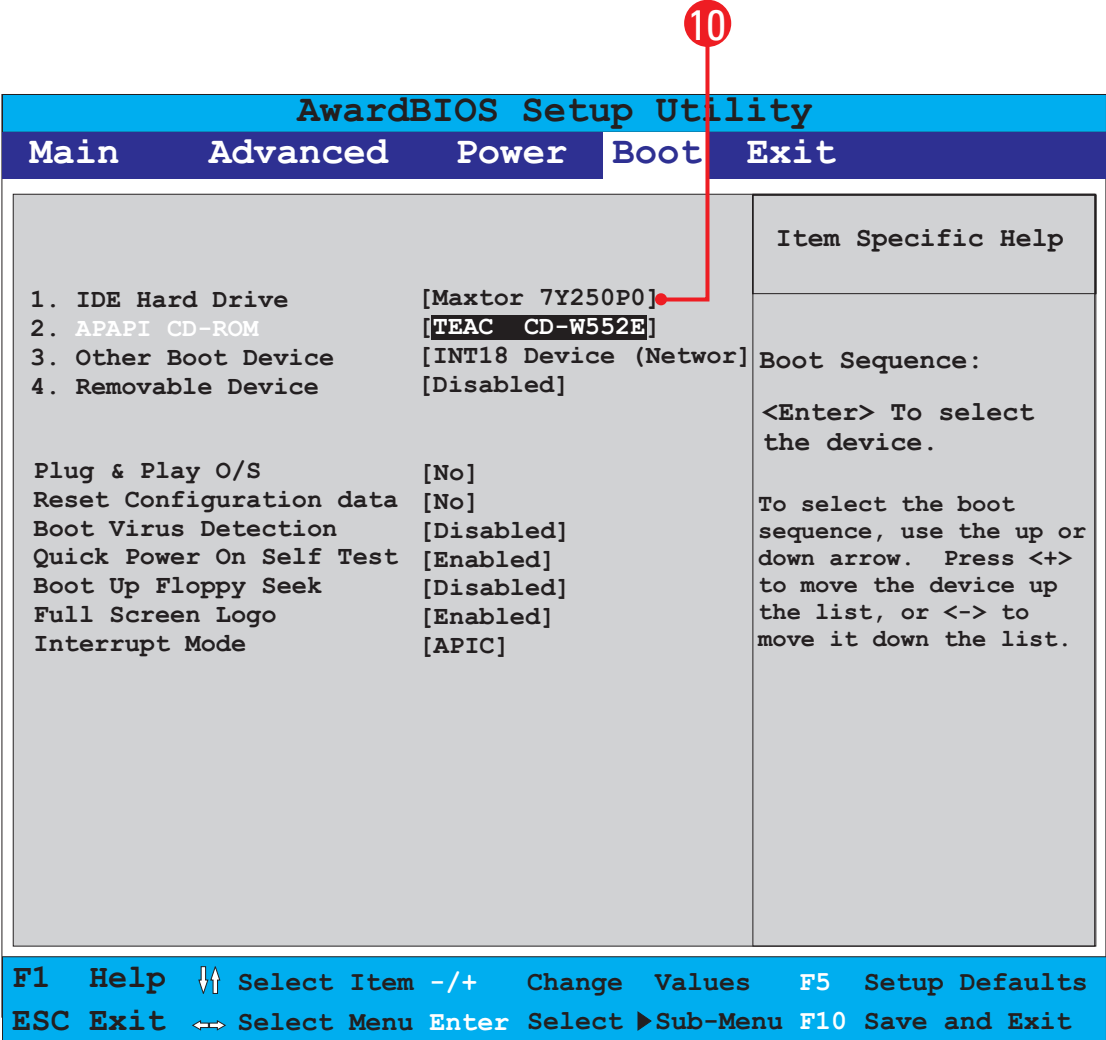 10
AwardBIOS Setup Utility
Main Advanced Power Boot Exit
1. IDE Hard Drive [Maxtor 7Y250P0]
2. APAPI CD-ROM [TEAC CD-W552E]
3. Other Boot Device [INT18 Device (Networ]
4. Removable Device [Disabled]
Plug & Play O/S [No]
Reset Configuration data [No]
Boot Virus Detection [Disabled]
Quick Power On Self Test [Enabled]
Boot Up Floppy Seek [Disabled]
Full Screen Logo [Enabled]
Interrupt Mode [APIC]
Item Specific Help
Boot Sequence:
<Enter> To select
the device.
To select the boot
sequence, use the up or
down arrow. Press <+>
to move the device up
the list, or <-> to
move it down the list.
F1 Help Select Item -/+ Change Values F5 Setup Defaults
ESC Exit Select Menu Enter Select Sub-Menu F10 Save and Exit